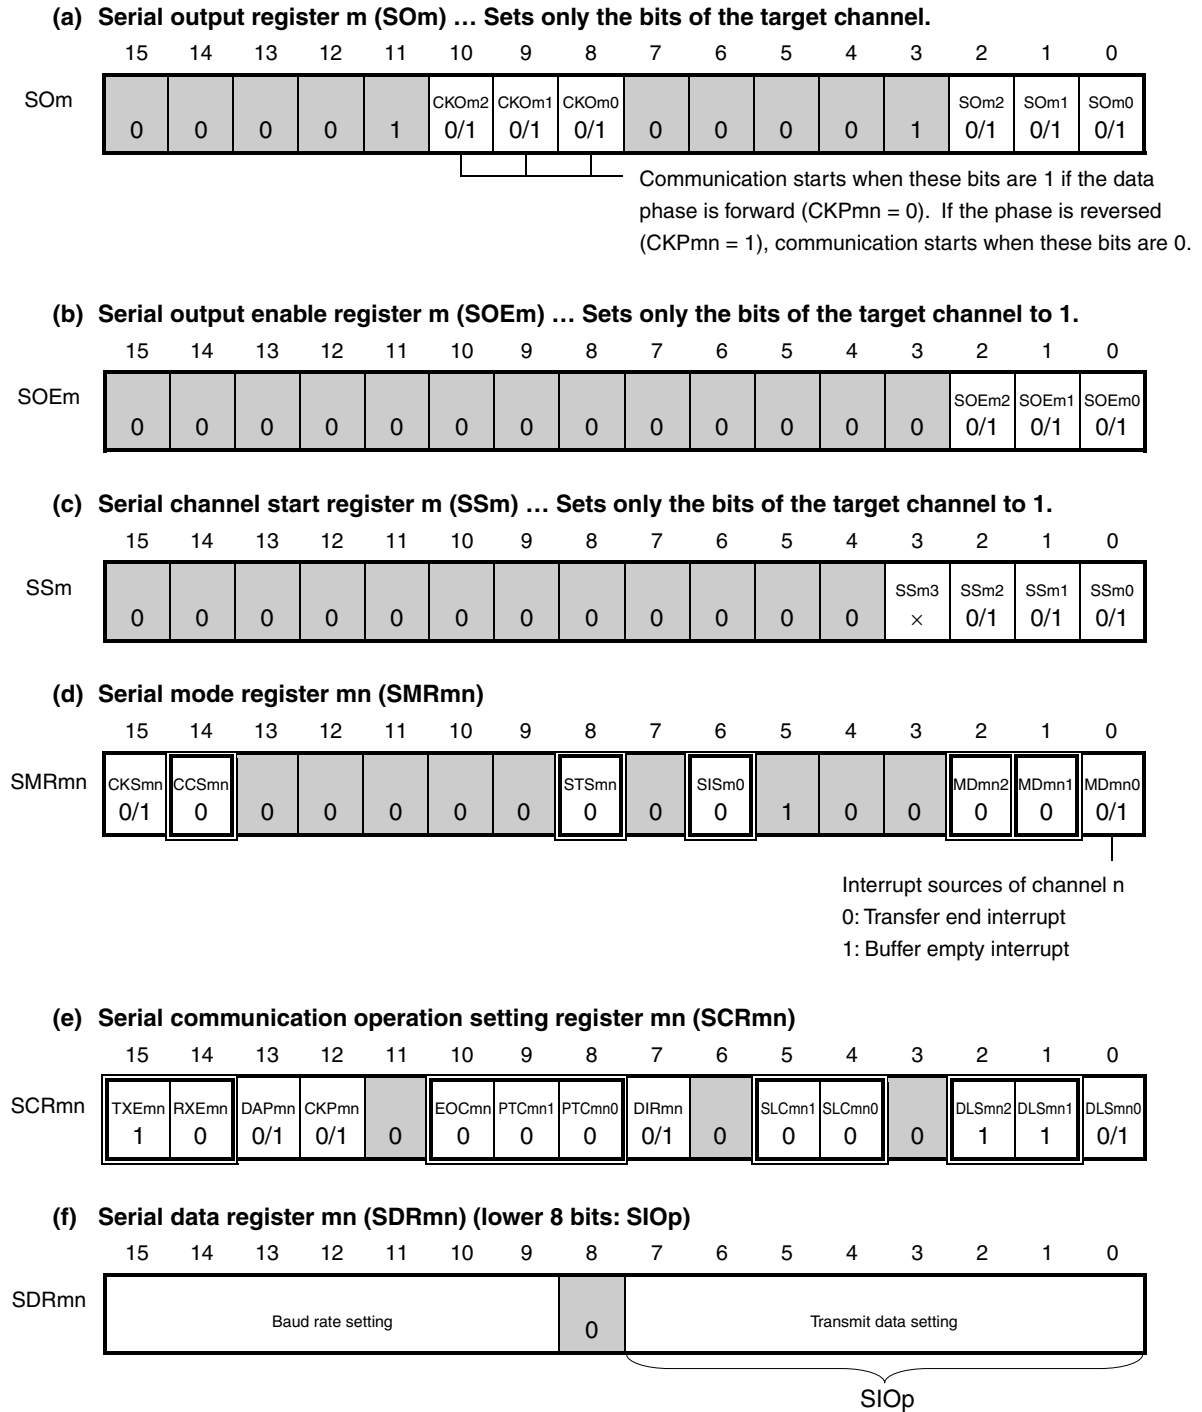 (a) Serial output register m (SOm) … Sets only the bits of the target channel.
15 14 13 12 11 10 9 8 7 6 5 4 3 2 1 0
SOm
CKOm2 CKOm1 CKOm0 SOm2 SOm1 SOm0
0 0 0 0 1 0/1 0/1 0/1 0 0 0 0 1 0/1 0/1 0/1
Communication starts when these bits are 1 if the data
phase is forward (CKPmn = 0). If the phase is reversed
(CKPmn = 1), communication starts when these bits are 0.
(b) Serial output enable register m (SOEm) … Sets only the bits of the target channel to 1.
15 14 13 12 11 10 9 8 7 6 5 4 3 2 1 0
SOEm
SOEm2 SOEm1 SOEm0
0 0 0 0 0 0 0 0 0 0 0 0 0 0/1 0/1 0/1
(c) Serial channel start register m (SSm) … Sets only the bits of the target channel to 1.
15 14 13 12 11 10 9 8 7 6 5 4 3 2 1 0
SSm
SSm3 SSm2 SSm1 SSm0
0 0 0 0 0 0 0 0 0 0 0 0 × 0/1 0/1 0/1
(d) Serial mode register mn (SMRmn)
15 14 13 12 11 10 9 8 7 6 5 4 3 2 1 0
SMRmn
CKSmn CCSmn STSmn SISm0 MDmn2 MDmn1 MDmn0
0/1 0 0 0 0 0 0 0 0 0 1 0 0 0 0 0/1
Interrupt sources of channel n
0: Transfer end interrupt
1: Buffer empty interrupt
(e) Serial communication operation setting register mn (SCRmn)
15 14 13 12 11 10 9 8 7 6 5 4 3 2 1 0
SCRmn
TXEmn RXEmn DAPmn CKPmn EOCmn PTCmn1 PTCmn0 DIRmn SLCmn1 SLCmn0 DLSmn2 DLSmn1 DLSmn0
1 0 0/1 0/1 0 0 0 0 0/1 0 0 0 0 1 1 0/1
(f) Serial data register mn (SDRmn) (lower 8 bits: SIOp)
15 14 13 12 11 10 9 8 7 6 5 4 3 2 1 0
SDRmn
Baud rate setting 0 Transmit data setting
SIOp